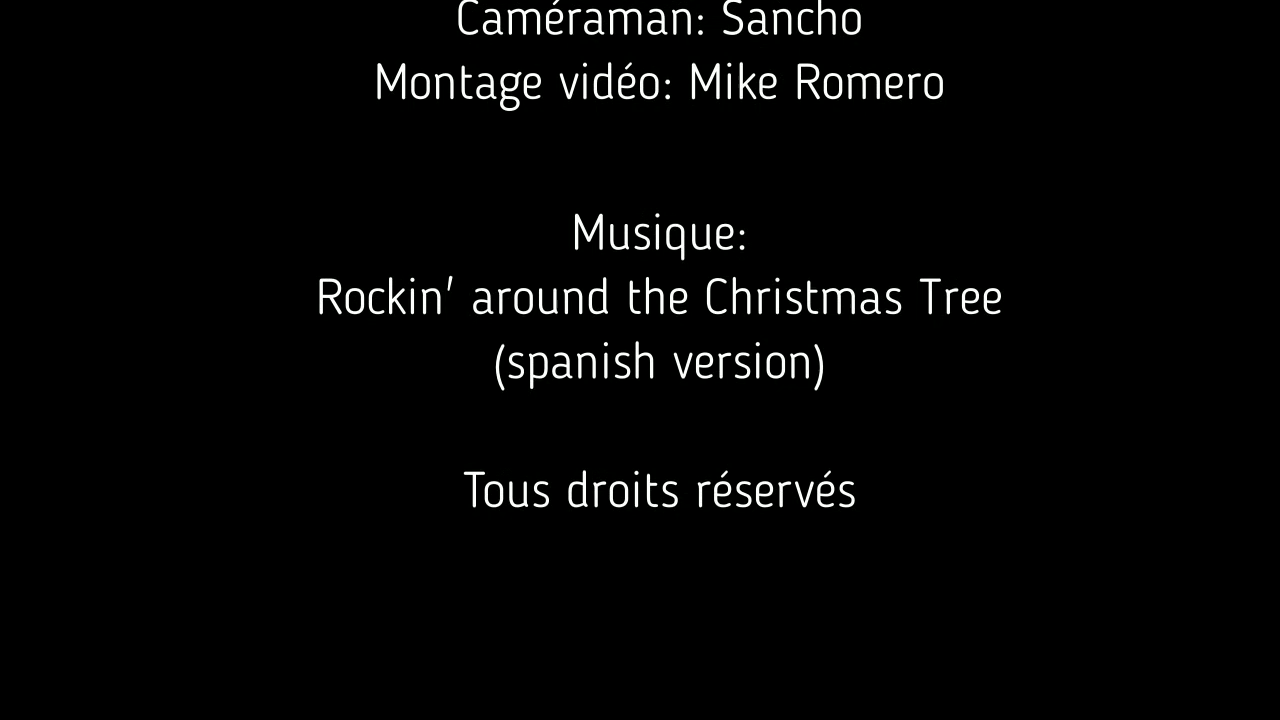 Caméraman: Sancho
Montage vidéo: Mike Romero
Musique:
Rockin' around the Christmas Tree
(spanish version)
Tous droits réservés